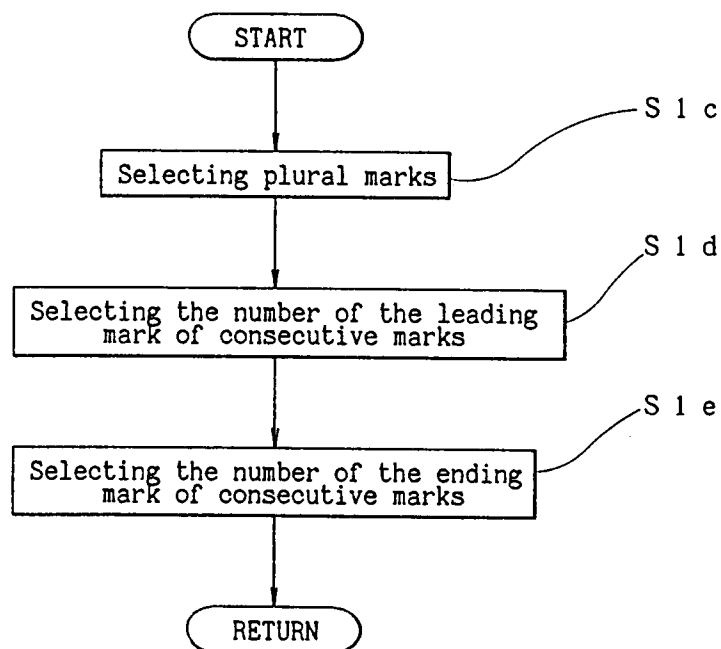 START
S 1 c
Selecting plural marks
S 1 d
Selecting the number of the leading
mark of consecutive marks
S 1 e
Selecting the number of the ending
mark of consecutive marks
RETURN